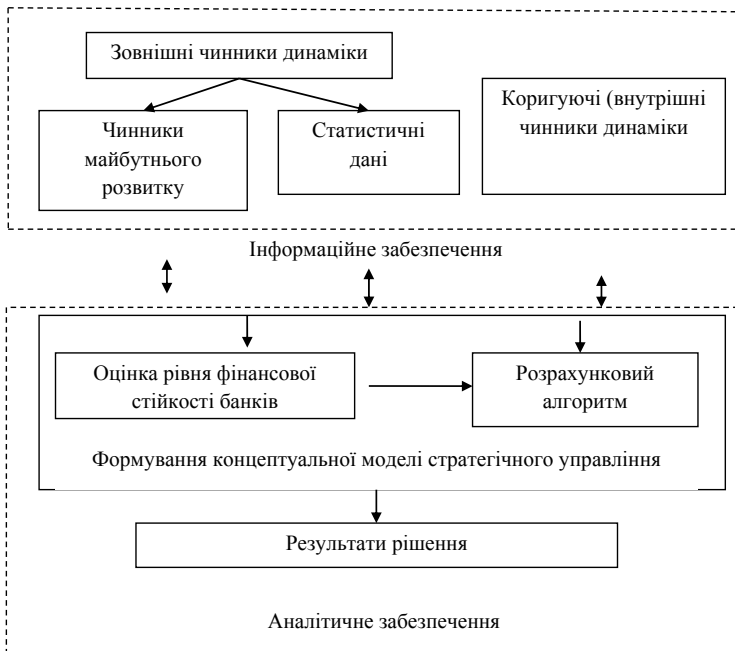 Зовнішні чинники динаміки
Чинники
майбутнього
розвитку
Статистичні
дані
Коригуючі (внутрішні
чинники динаміки
Інформаційне забезпечення
Оцінка рівня фінансової
стійкості банків
Розрахунковий
алгоритм
Формування концептуальної моделі стратегічного управління
Результати рішення
Аналітичне забезпечення